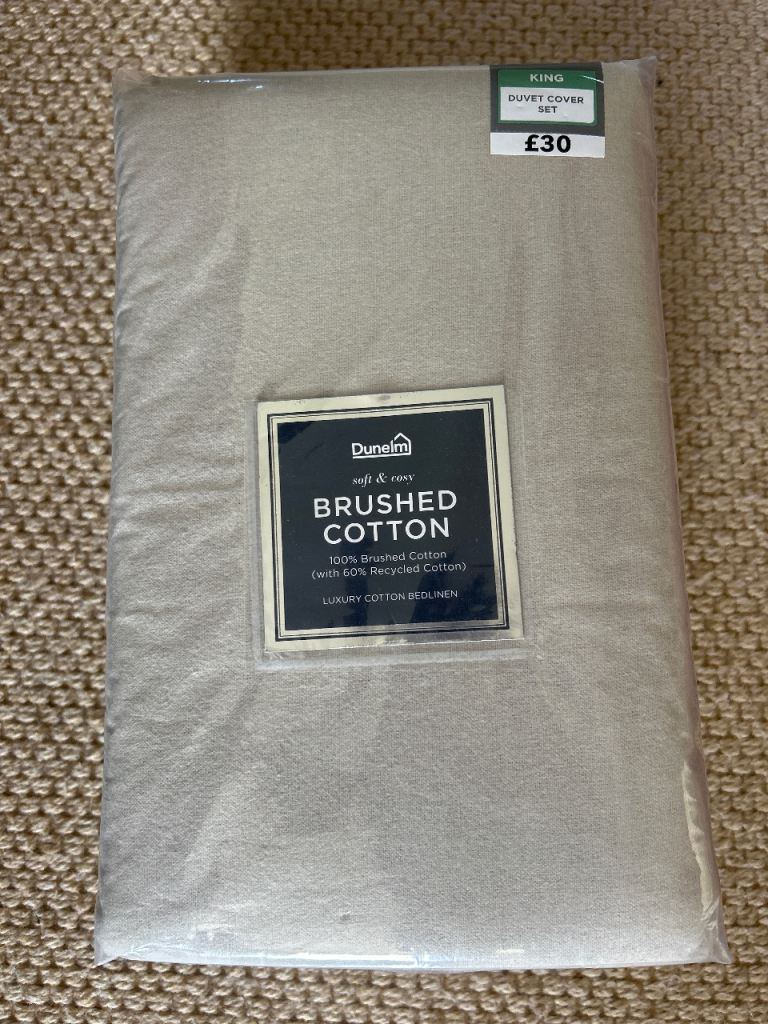 KING
DUVET COVER
SET
£30
Dunelm
soft & cosy
BRUSHED
COTTON
100% Brushed Cotton
(with 60% Recycled Cotton)
LUXURY COTTON BEDLINEN